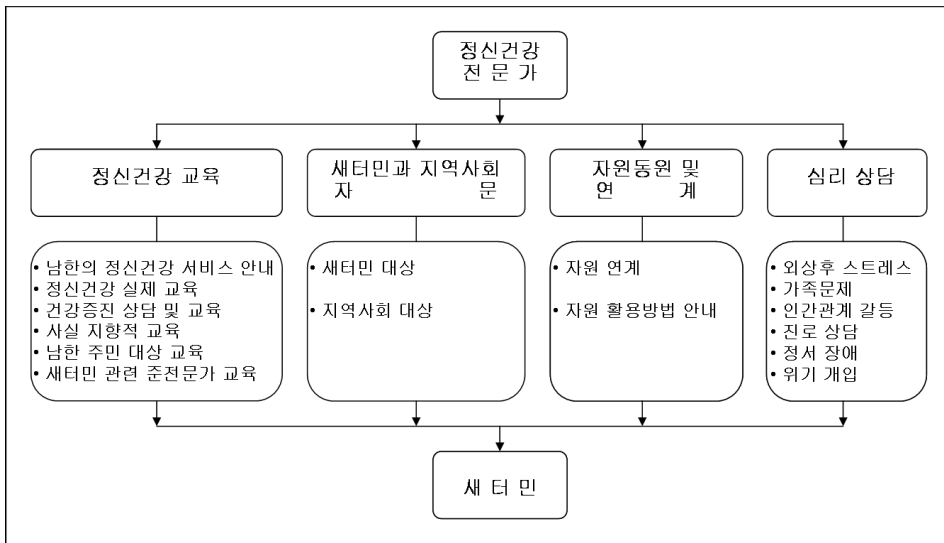 정신건강
전 문 가
정신건강 교육
새터민과 지역사회
자 문
자원동원 및
연 계
심리 상담
• 남한의 정신건강 서비스 안내
• 정신건강 실제 교육
• 건강증진 상담 및 교육
• 사실 지향적 교육
• 남한 주민 대상 교육
• 새터민 관련 준전문가 교육
• 새터민 대상
• 지역사회 대상
• 자원 연계
• 자원 활용방법 안내
• 외상후 스트레스
• 가족문제
• 인간관계 갈등
• 진로 상담
• 정서 장애
• 위기 개입
새 터 민